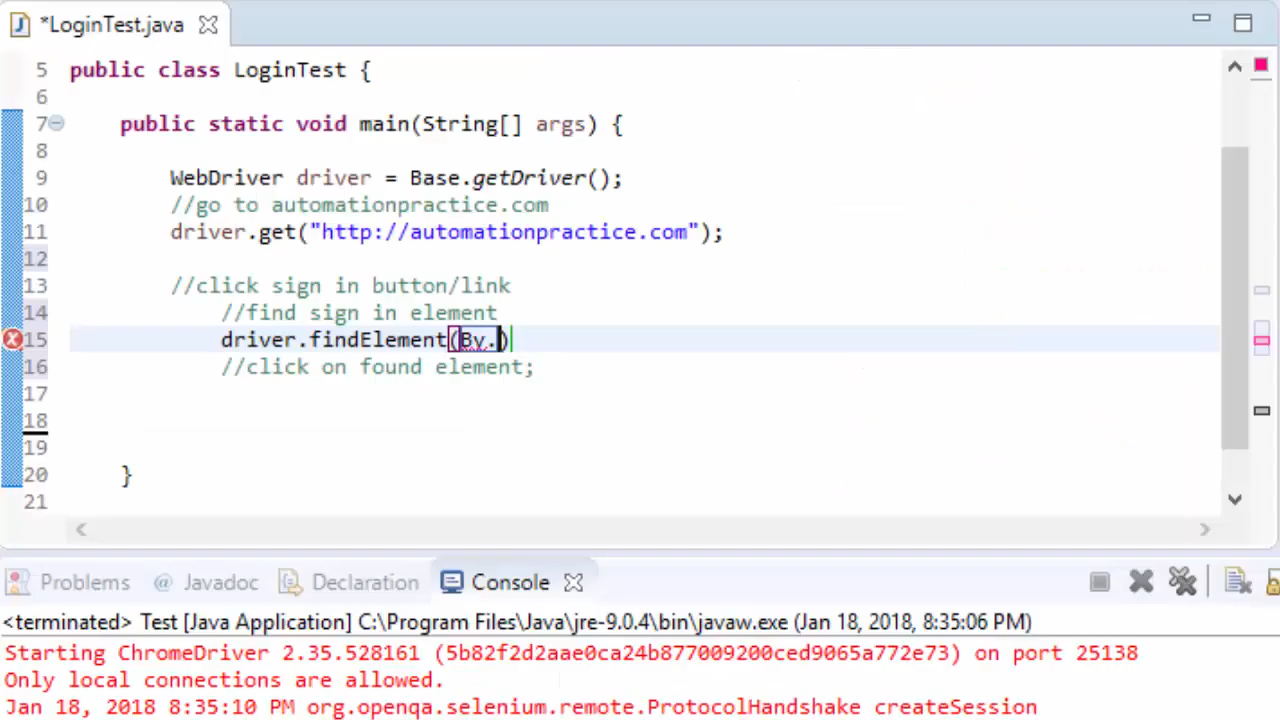 *LoginTest.java
5 public class LoginTest {
6
7 public static void main(String[] args) {
8
9 WebDriver driver = Base.getDriver();
10 //go to automationpractice.com
11 driver.get("http://automationpractice.com");
12
13 //click sign in button/link
14 //find sign in element
15 driver.findElement(By.)
16 //click on found element;
17
18
19
20 }
21
Problems @ Javadoc Declaration Console
<terminated> Test [Java Application] C:\Program Files\Java\jre-9.0.4\bin\javaw.exe (Jan 18, 2018, 8:35:06 PM)
Starting ChromeDriver 2.35.528161 (5b82f2d2aae0ca24b877009200ced9065a772e73) on port 25138
Only local connections are allowed.
Jan 18, 2018 8:35:10 PM org.openqa.selenium.remote.ProtocolHandshake createSession